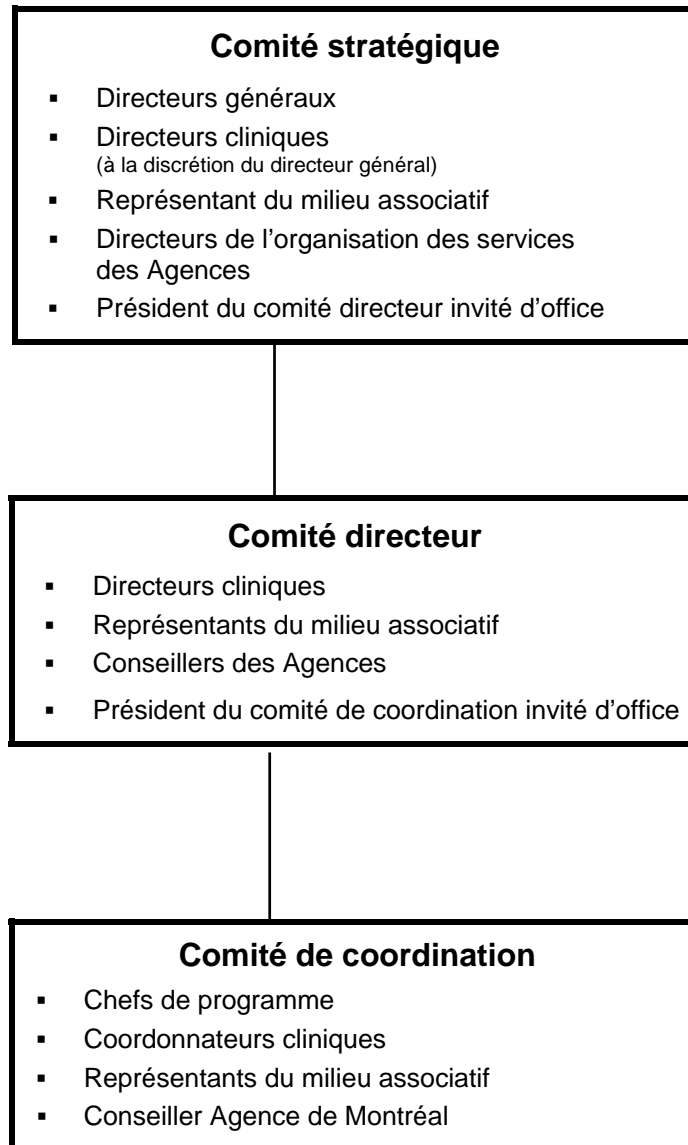 Comité stratégique
▪ Directeurs généraux
▪ Directeurs cliniques
(à la discrétion du directeur général)
▪ Représentant du milieu associatif
▪ Directeurs de l’organisation des services
des Agences
▪ Président du comité directeur invité d’office
Comité directeur
▪ Directeurs cliniques
▪ Représentants du milieu associatif
▪ Conseillers des Agences
▪ Président du comité de coordination invité d’office
Comité de coordination
▪ Chefs de programme
▪ Coordonnateurs cliniques
▪ Représentants du milieu associatif
▪ Conseiller Agence de Montréal